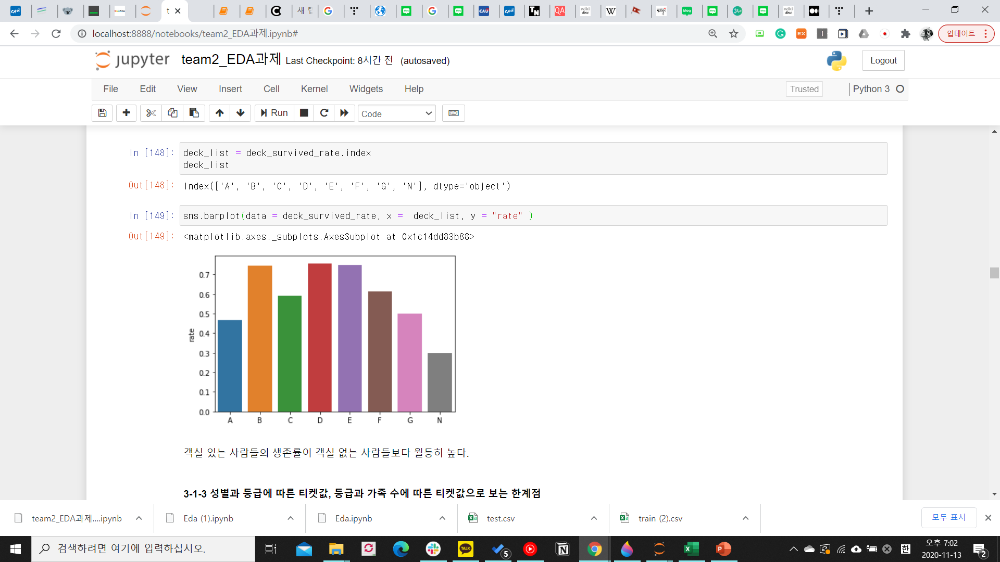 t
새 탭
localhost:8888/notebooks/team2_EDA과제.ipynb#
업데이트
jupyter team2_EDA과제 Last Checkpoint: 8시간 전 (autosaved)
Logout
File Edit View Insert Cell Kernel Widgets Help
Trusted
Python 3
Run
Code
In [148]: deck_list = deck_survived_rate.index
deck_list
Out[148]: Index(['A', 'B', 'C', 'D', 'E', 'F', 'G', 'N'], dtype='object')
In [149]: sns.barplot(data = deck_survived_rate, x =  deck_list, y = "rate" )
Out[149]: <matplotlib.axes._subplots.AxesSubplot at 0x1c14dd83b88>
0.7
0.6
0.5
0.4
0.3
0.2
0.1
0.0
rate
A B C D E F G N
객실 있는 사람들의 생존률이 객실 없는 사람들보다 월등히 높다.
3-1-3 성별과 등급에 따른 티켓값, 등급과 가족 수에 따른 티켓값으로 보는 한계점
team2_EDA과제....ipynb
Eda (1).ipynb
Eda.ipynb
test.csv
train (2).csv
모두 표시
검색하려면 여기에 입력하십시오.
TALK
5
한
오후 7:02
2020-11-13
2